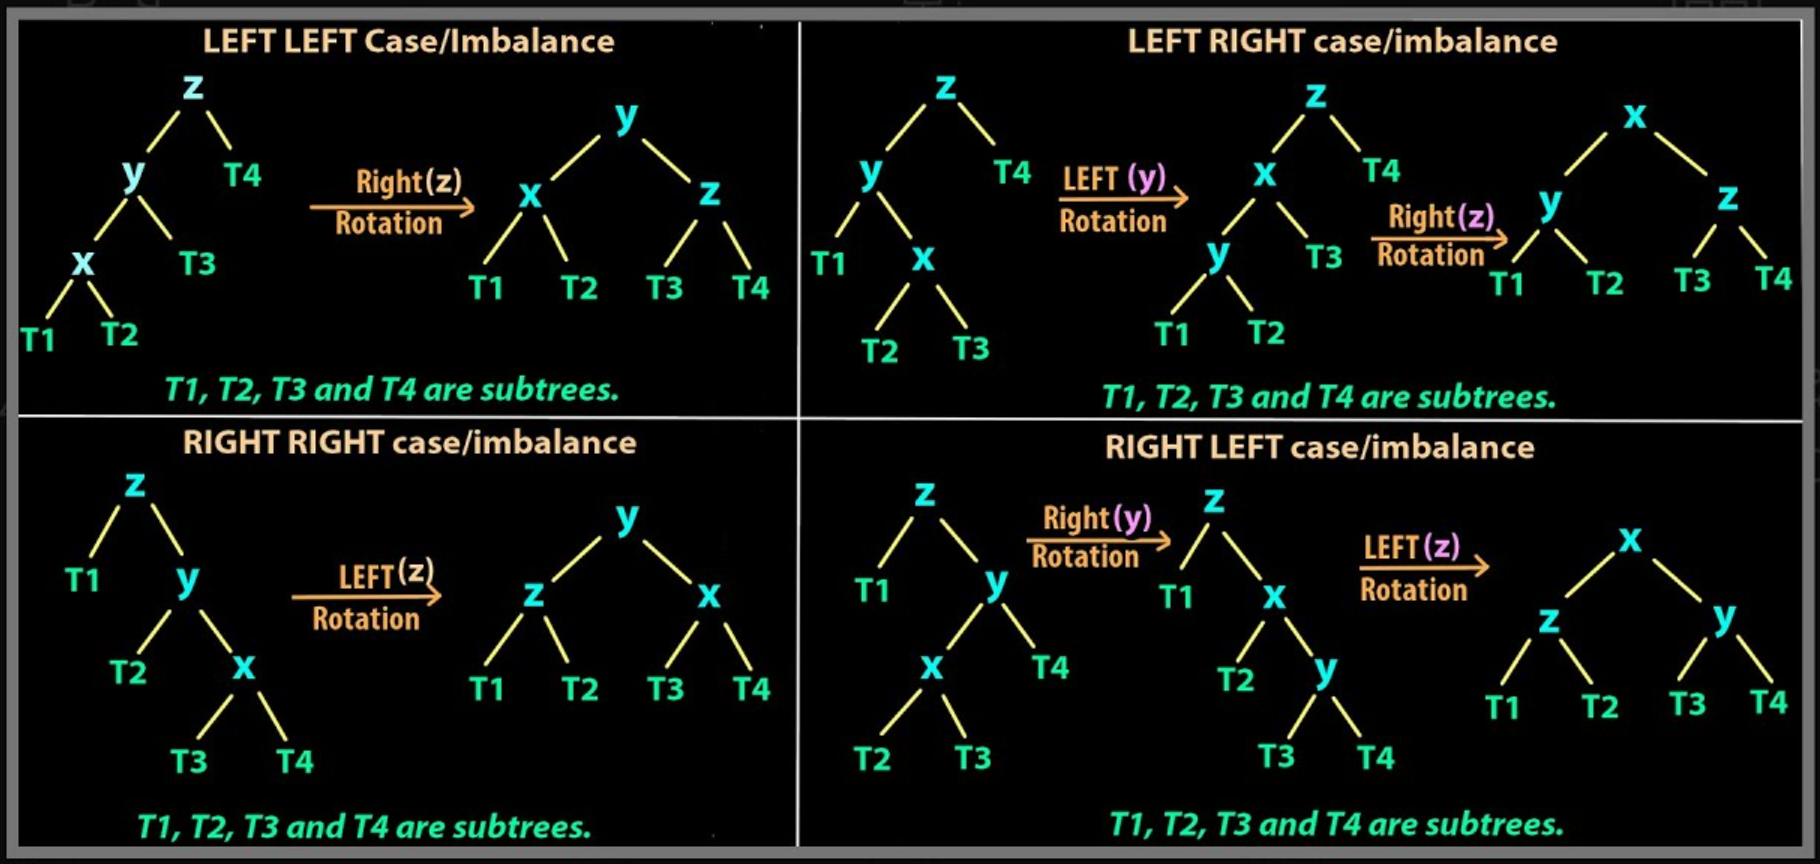 LEFT LEFT Case/Imbalance
z
y
T4
x
T3
T1 T2
Right(z)
Rotation
y
x z
T1 T2 T3 T4
T1, T2, T3 and T4 are subtrees.
LEFT RIGHT case/imbalance
z
y T4
T1 x
T2 T3
LEFT (y)
Rotation
z
x T4
y T3
T1 T2
Right(z)
Rotation
x
y z
T1 T2 T3 T4
T1, T2, T3 and T4 are subtrees.
RIGHT RIGHT case/imbalance
z
T1 y
T2 x
T3 T4
LEFT(z)
Rotation
y
z x
T1 T2 T3 T4
T1, T2, T3 and T4 are subtrees.
RIGHT LEFT case/imbalance
z
T1 y
x T4
T2 T3
Right(y)
Rotation
z
T1 x
T2 y
T3 T4
LEFT(z)
Rotation
x
z y
T1 T2 T3 T4
T1, T2, T3 and T4 are subtrees.